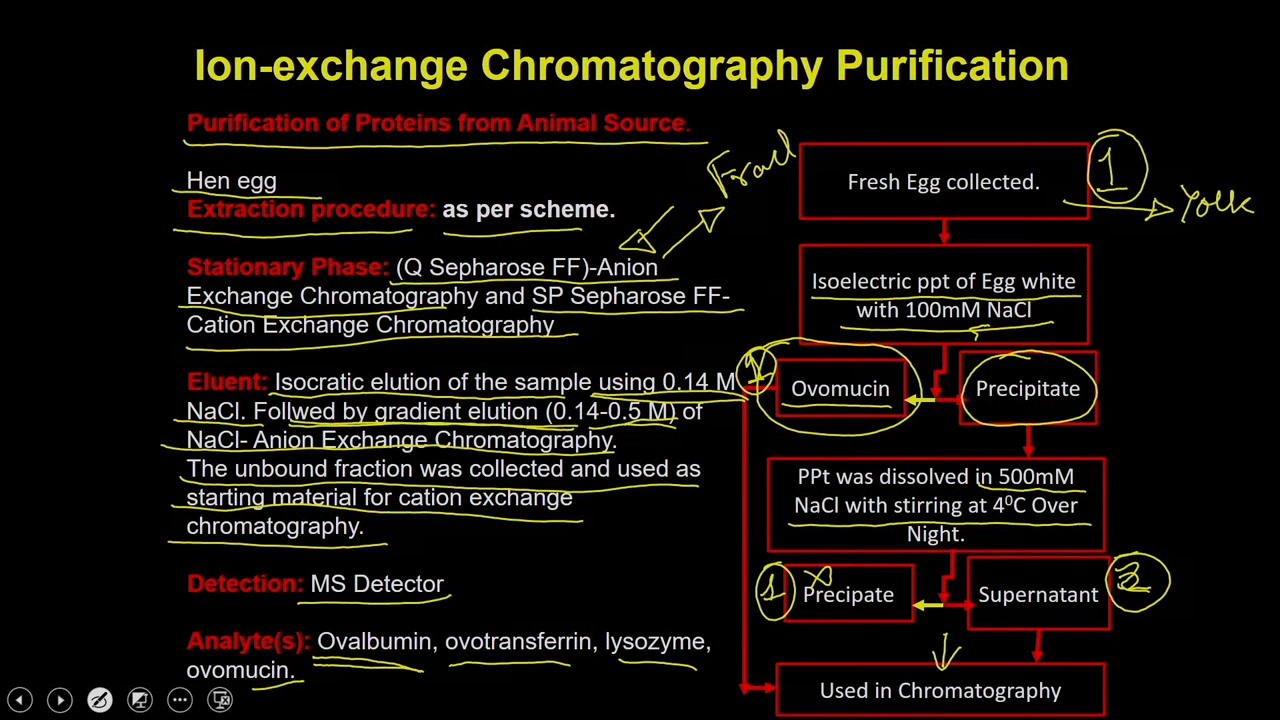 Ion-exchange Chromatography Purification
Purification of Proteins from Animal Source.
Hen egg
Extraction procedure: as per scheme.
Stationary Phase: (Q Sepharose FF)-Anion
Exchange Chromatography and SP Sepharose FF-
Cation Exchange Chromatography
Eluent: Isocratic elution of the sample using 0.14 M
NaCl. Follwed by gradient elution (0.14-0.5 M) of
NaCl- Anion Exchange Chromatography.
The unbound fraction was collected and used as
starting material for cation exchange
chromatography.
Detection: MS Detector
Analyte(s): Ovalbumin, ovotransferrin, lysozyme,
ovomucin.
Fresh Egg collected.
1
Yolk
Isoelectric ppt of Egg white
with 100mM NaCl
1
Ovomucin
Precipitate
PPt was dissolved in 500mM
NaCl with stirring at 4⁰C Over
Night.
1
Precipate
Supernatant
2
Used in Chromatography